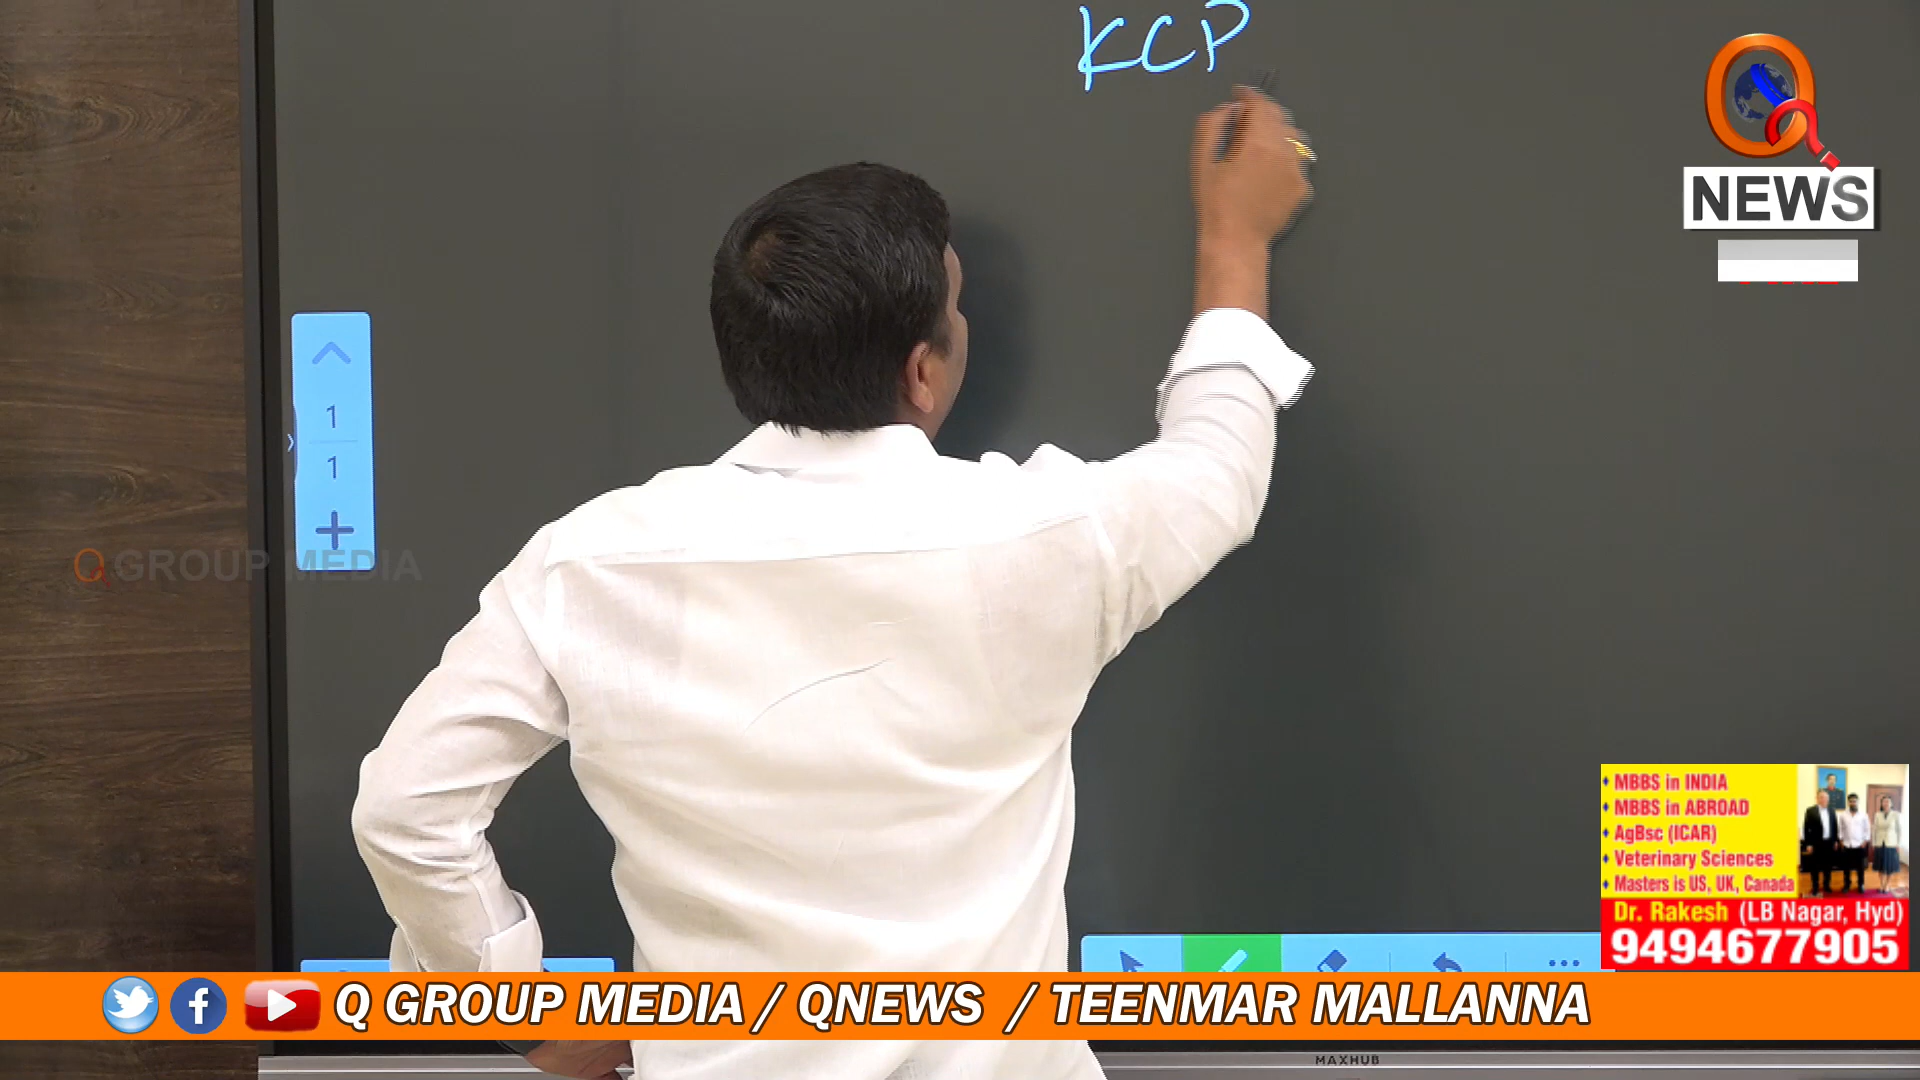 KCP
NEWS
1
1
Q GROUP MEDIA
MBBS in INDIA
MBBS in ABROAD
AgBsc (ICAR)
Veterinary Sciences
Masters is US, UK, Canada
Dr. Rakesh (LB Nagar, Hyd)
9494677905
Q GROUP MEDIA / QNEWS / TEENMAR MALLANNA
MAXHUB